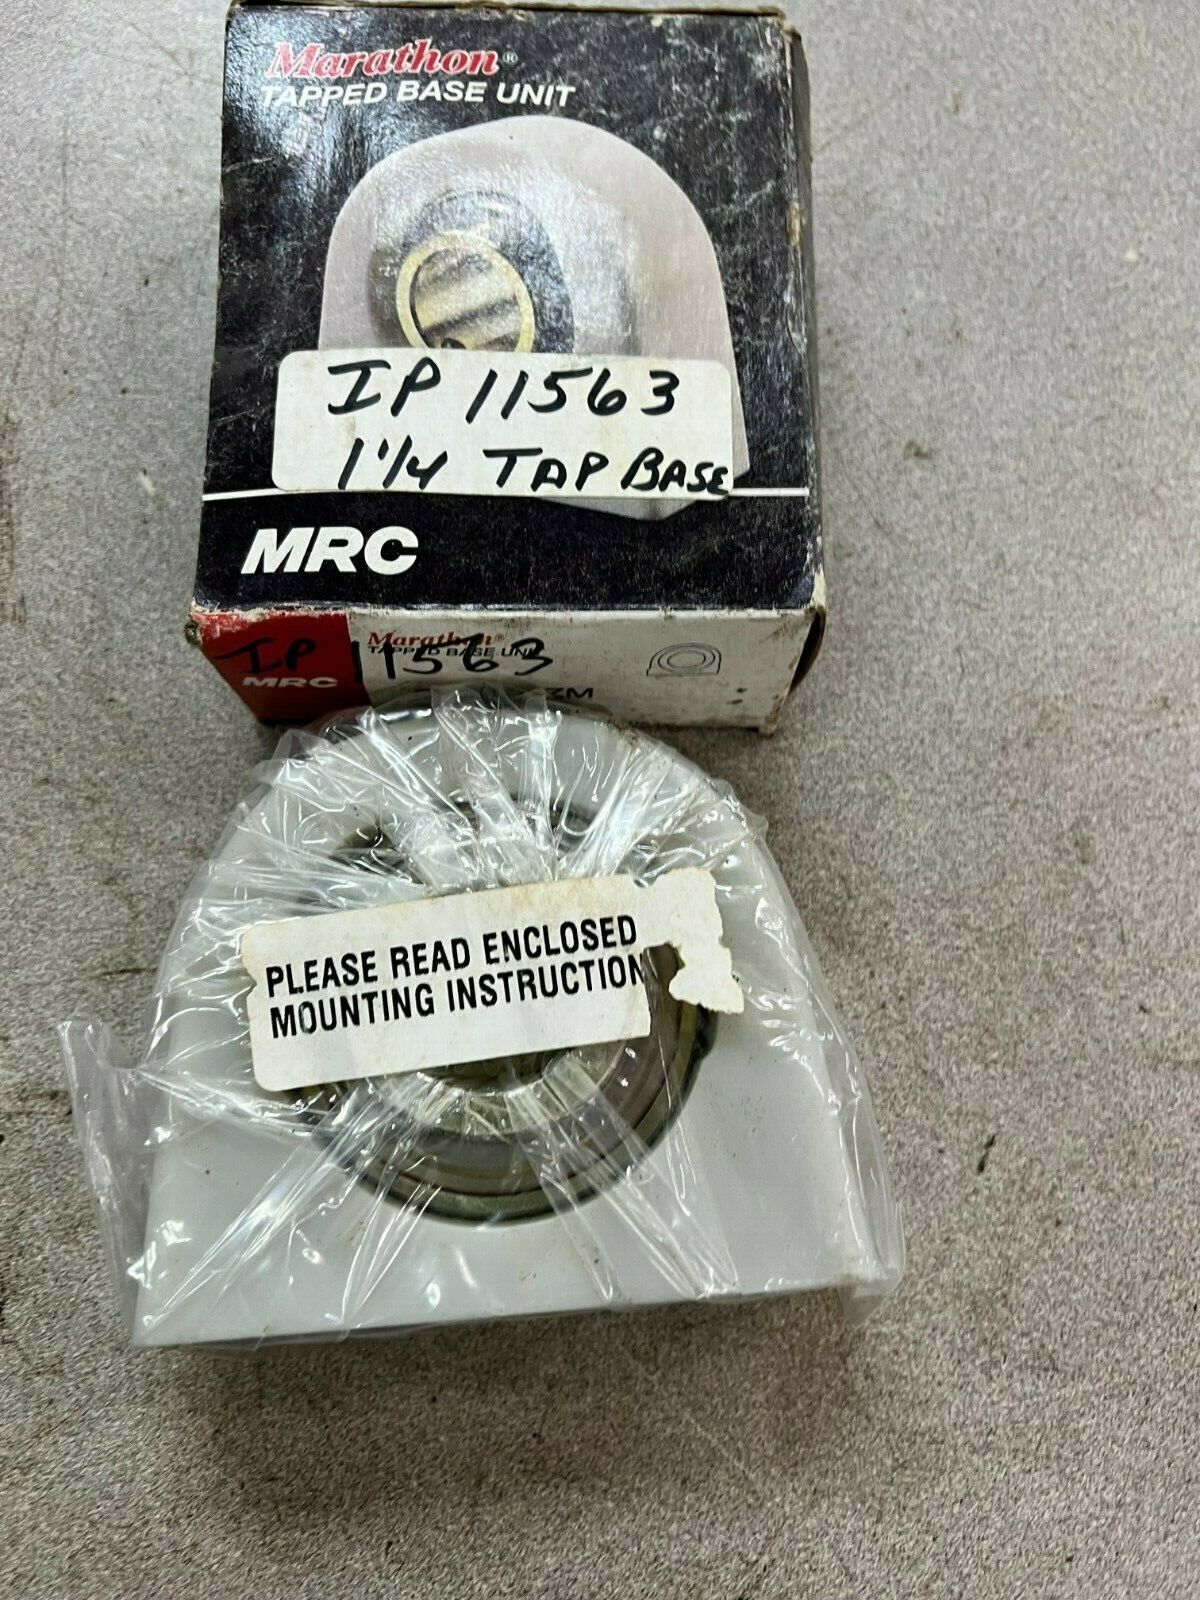 Marathon®
TAPPED BASE UNIT
IP 11563
1 1/4 TAP BASE
MRC
Marathon®
TAPPED BASE UNIT
IP 11563
MRC
ZM
PLEASE READ ENCLOSED
MOUNTING INSTRUCTION